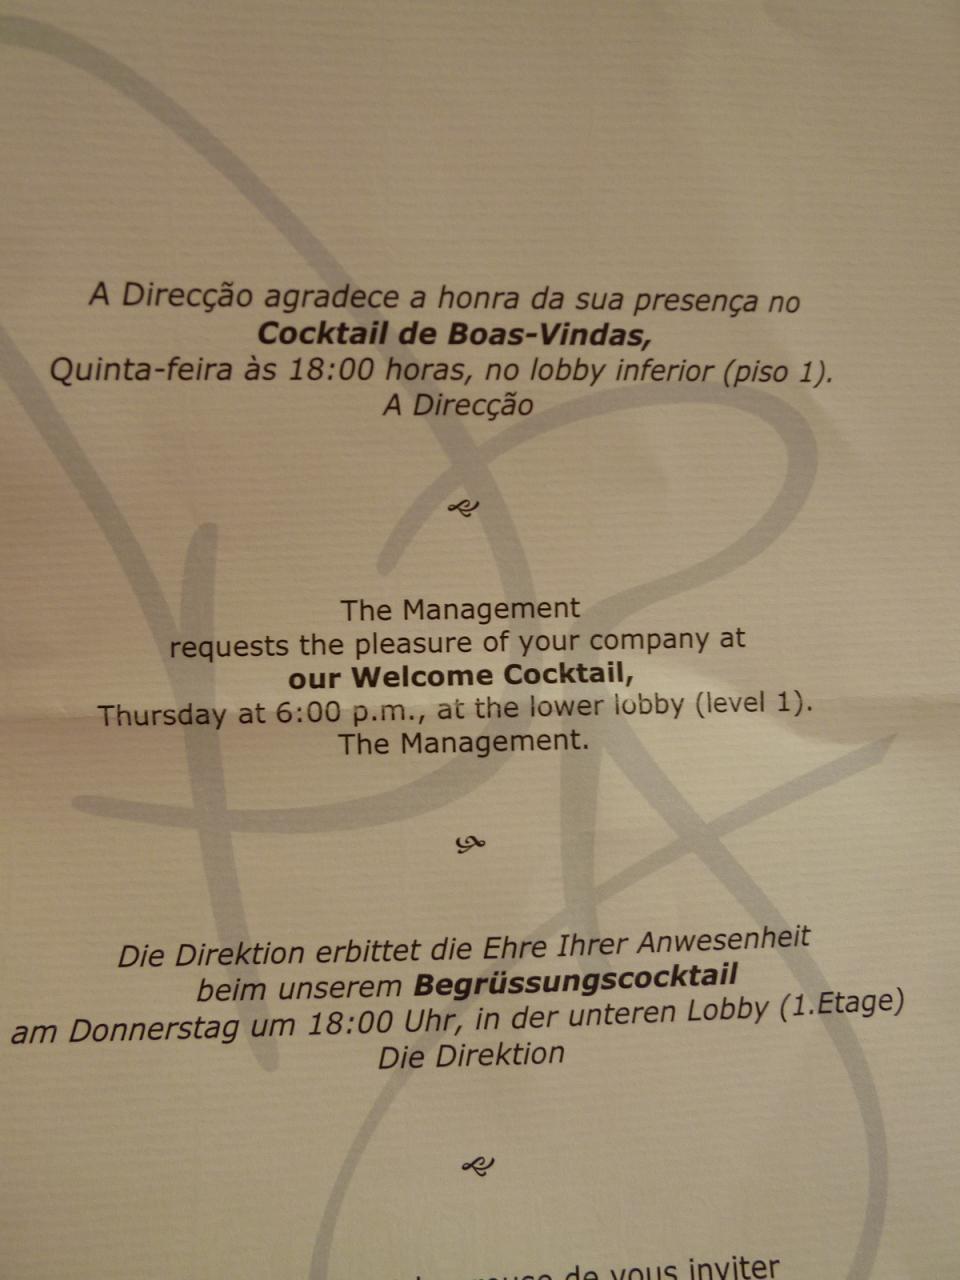 A Direcção agradece a honra da sua presença no
Cocktail de Boas-Vindas,
Quinta-feira às 18:00 horas, no lobby inferior (piso 1).
A Direcção
The Management
requests the pleasure of your company at
our Welcome Cocktail,
Thursday at 6:00 p.m., at the lower lobby (level 1).
The Management.
Die Direktion erbittet die Ehre Ihrer Anwesenheit
beim unserem Begrüssungscocktail
am Donnerstag um 18:00 Uhr, in der unteren Lobby (1.Etage)
Die Direktion
de vous inviter